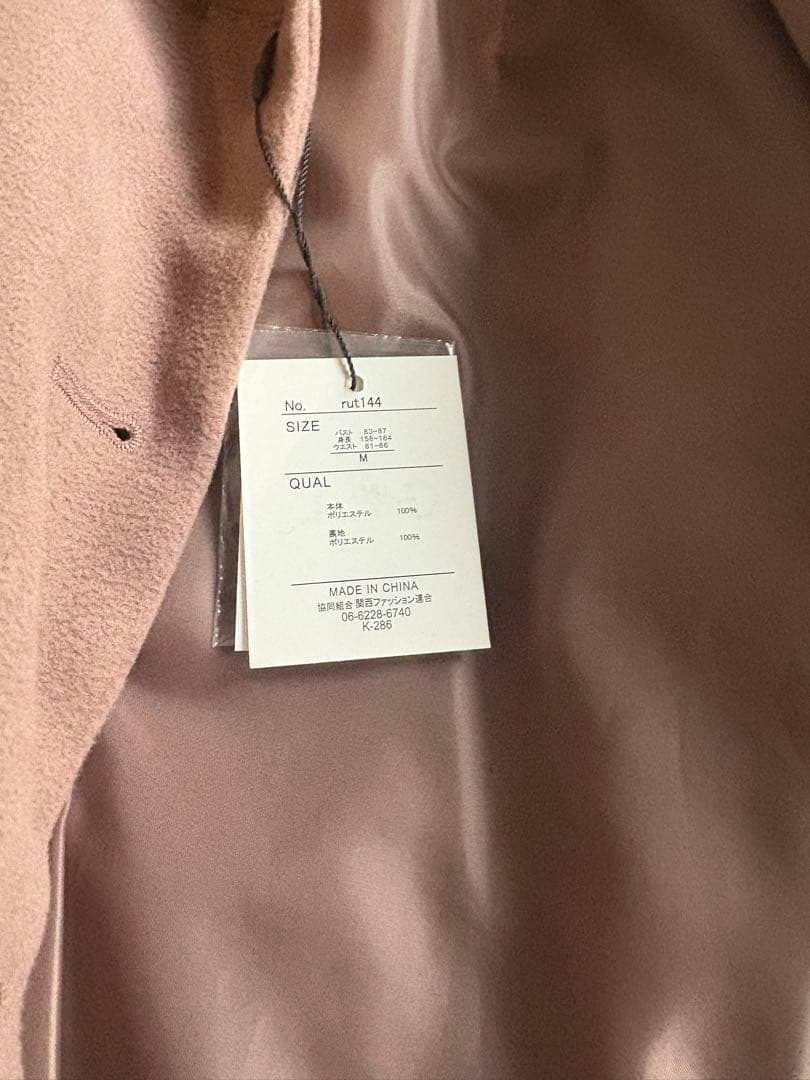 No. rut144
SIZE
バスト 83~87
身長 156~164
ウエスト 61~66
M
QUAL
本体
ポリエステル 100%
裏地
ポリエステル 100%
MADE IN CHINA
協同組合 関西ファッション連合
06-6228-6740
K-286